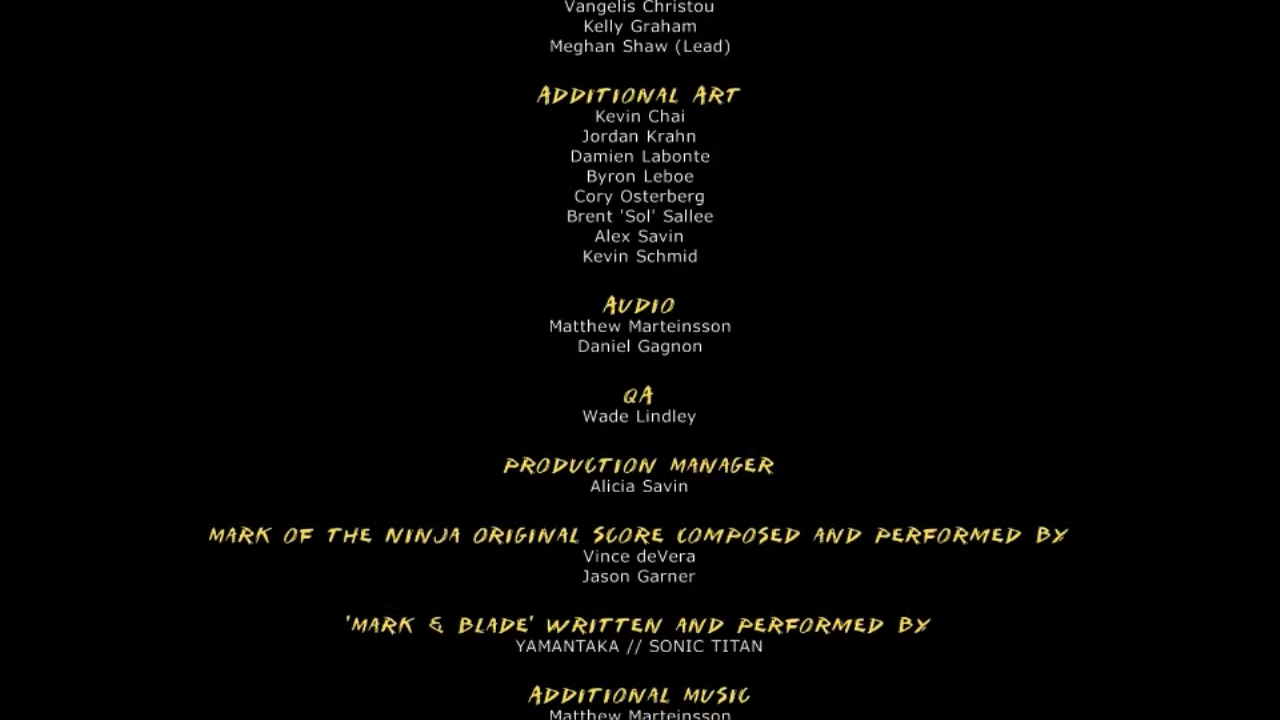 Vangelis Christou
Kelly Graham
Meghan Shaw (Lead)
ADDITIONAL ART
Kevin Chai
Jordan Krahn
Damien Labonte
Byron Leboe
Cory Osterberg
Brent 'Sol' Sallee
Alex Savin
Kevin Schmid
AUDIO
Matthew Marteinsson
Daniel Gagnon
QA
Wade Lindley
PRODUCTION MANAGER
Alicia Savin
MARK OF THE NINJA ORIGINAL SCORE COMPOSED AND PERFORMED BY
Vince deVera
Jason Garner
'MARK & BLADE' WRITTEN AND PERFORMED BY
YAMANTAKA // SONIC TITAN
ADDITIONAL MUSIC
Matthew Marteinsson